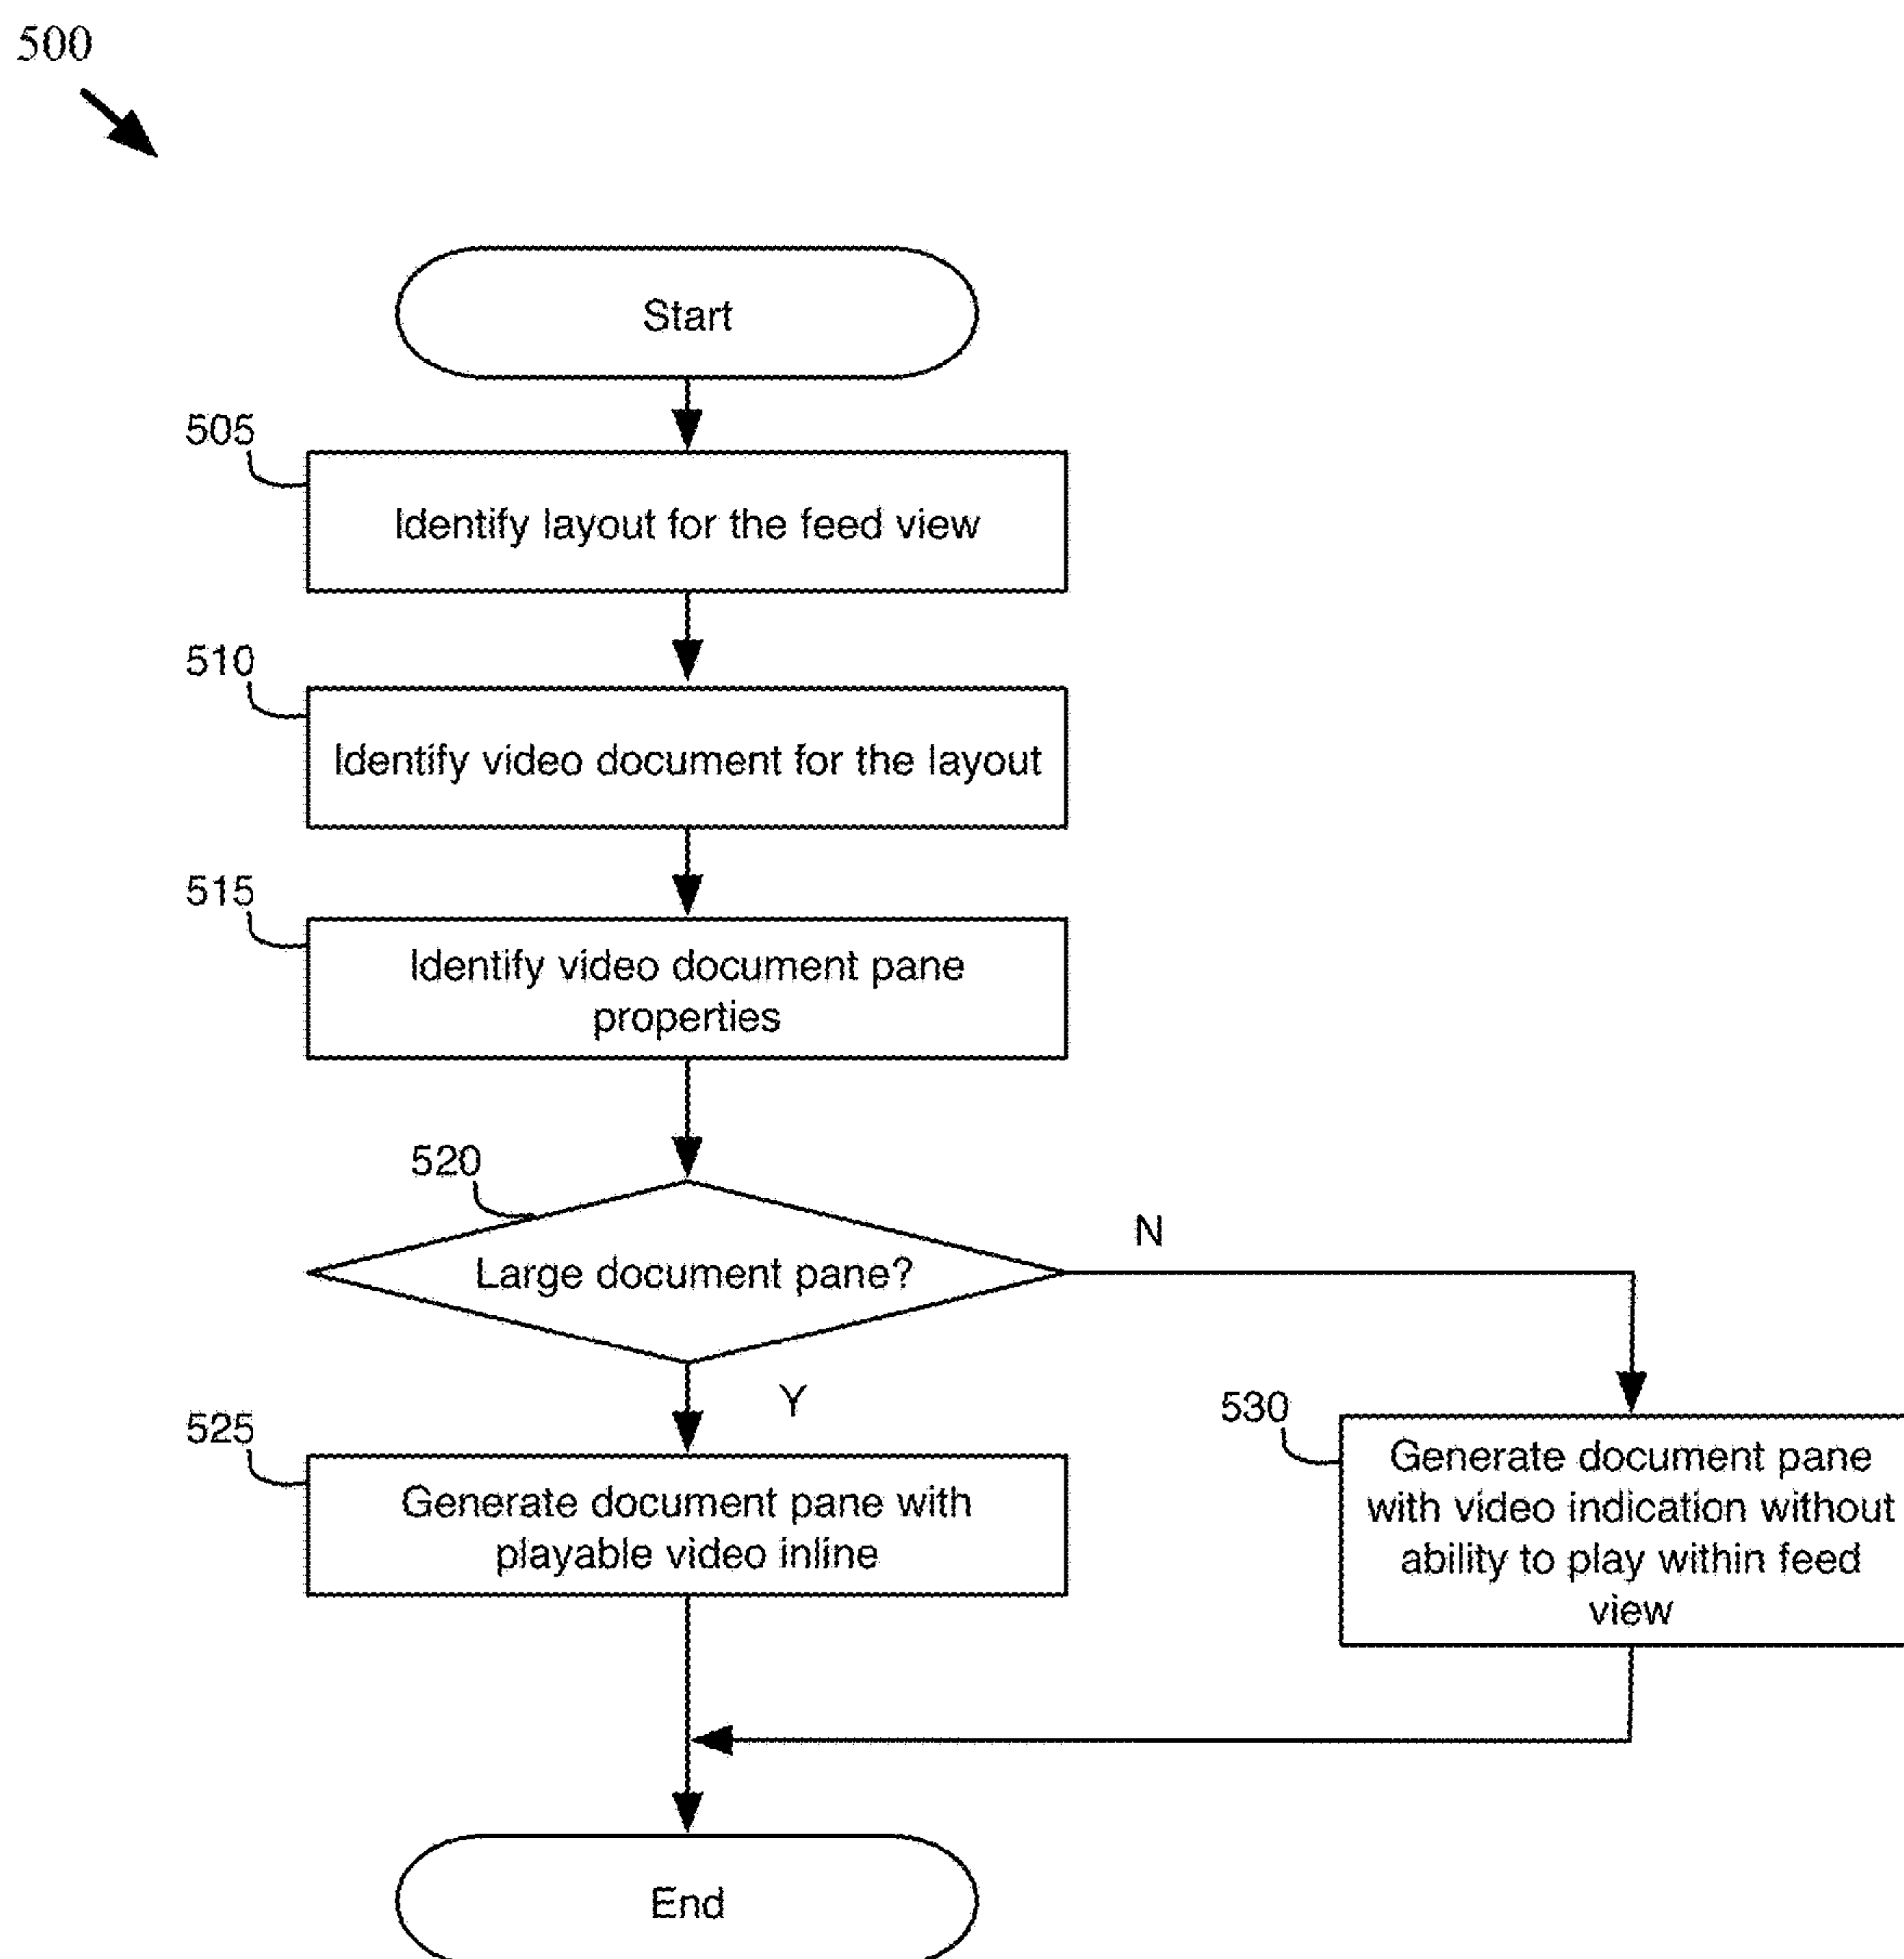 500
Start
505
Identify layout for the feed view
510
Identify video document for the layout
515
Identify video document pane
properties
520
Large document pane?
N
Y
525
Generate document pane with
playable video inline
530
Generate document pane
with video indication without
ability to play within feed
view
End